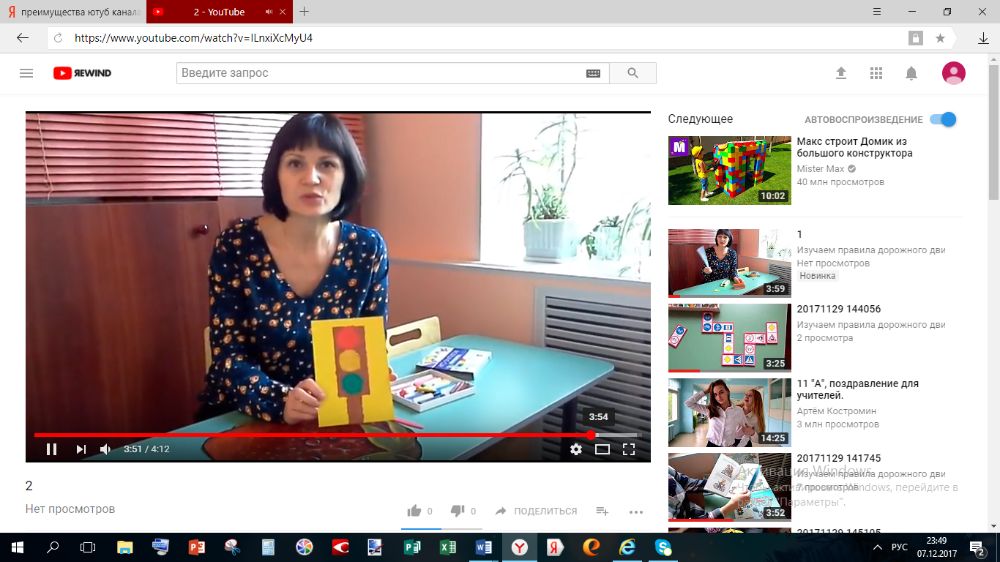 преимущества ютуб канала
2 - YouTube
https://www.youtube.com/watch?v=ILnxiXcMyU4
ЯEWIND
Введите запрос
3:54
3:51 / 4:12
2
Нет просмотров
0
0
ПОДЕЛИТЬСЯ
Следующее
АВТОВОСПРОИЗВЕДЕНИЕ
10:02
Макс строит Домик из
большого конструктора
Mister Max
40 млн просмотров
3:59
1
Изучаем правила дорожного дви
Нет просмотров
Новинка
3:25
20171129 144056
Изучаем правила дорожного дви
2 просмотра
14:25
11 "А", поздравление для
учителей.
Артём Костромин
3 млн просмотров
3:52
20171129 141745
Изучаем правила дорожного дви
7 просмотров
20171129 145105
Активация Windows
Чтобы активировать Windows, перейдите в
раздел "Параметры".
РУС
23:49
07.12.2017
2